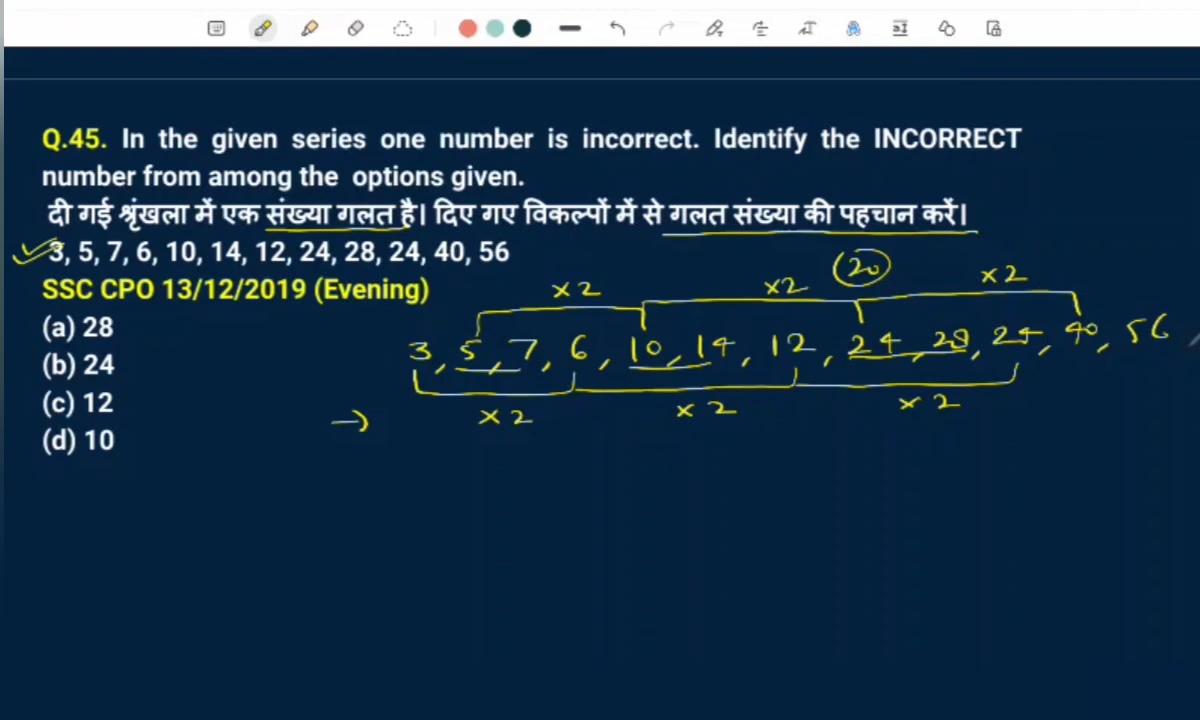 Q.45. In the given series one number is incorrect. Identify the INCORRECT
number from among the options given.
दी गई श्रृंखला में एक संख्या गलत है। दिए गए विकल्पों में से गलत संख्या की पहचान करें।
3, 5, 7, 6, 10, 14, 12, 24, 28, 24, 40, 56
SSC CPO 13/12/2019 (Evening)
(a) 28
(b) 24
(c) 12
(d) 10
20
×2 ×2 ×2
3, 5, 7, 6, 10, 14, 12, 24, 28, 24, 40, 56
×2 ×2 ×2